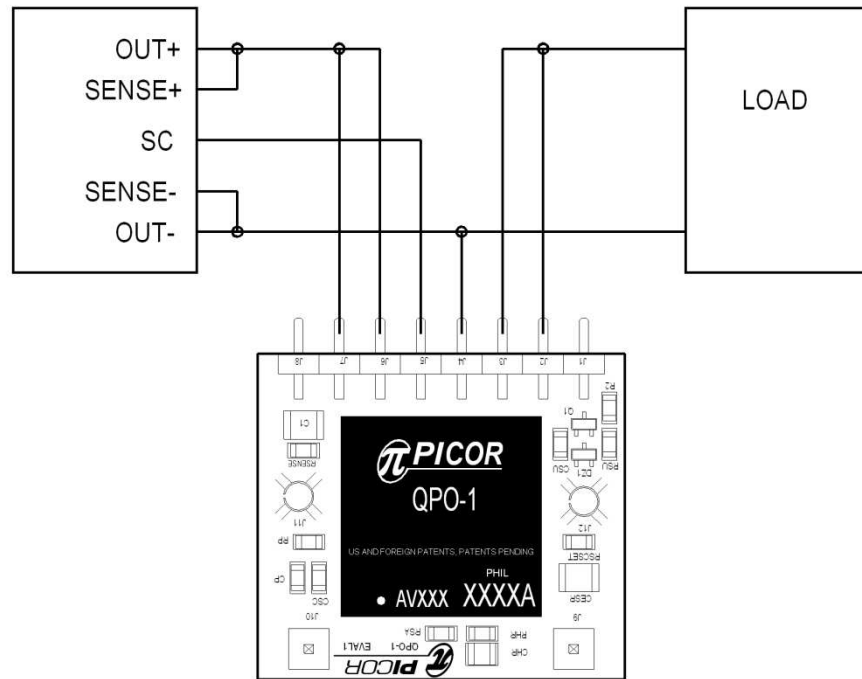 OUT+
SENSE+
SC
SENSE-
OUT-
LOAD
J8
J7
J6
J5
J4
J3
J2
J1
C1
RSENSE
J11
RP
CP
CSC
J10
R2
Q1
CSU
RSU
DZ1
J12
RSCSET
CESR
J9
π PICOR
QPO-1
US AND FOREIGN PATENTS, PATENTS PENDING
PHIL
AVXXX XXXXA
RSA
RHR
CHR
QPO-1
EVAL1
π PICOR